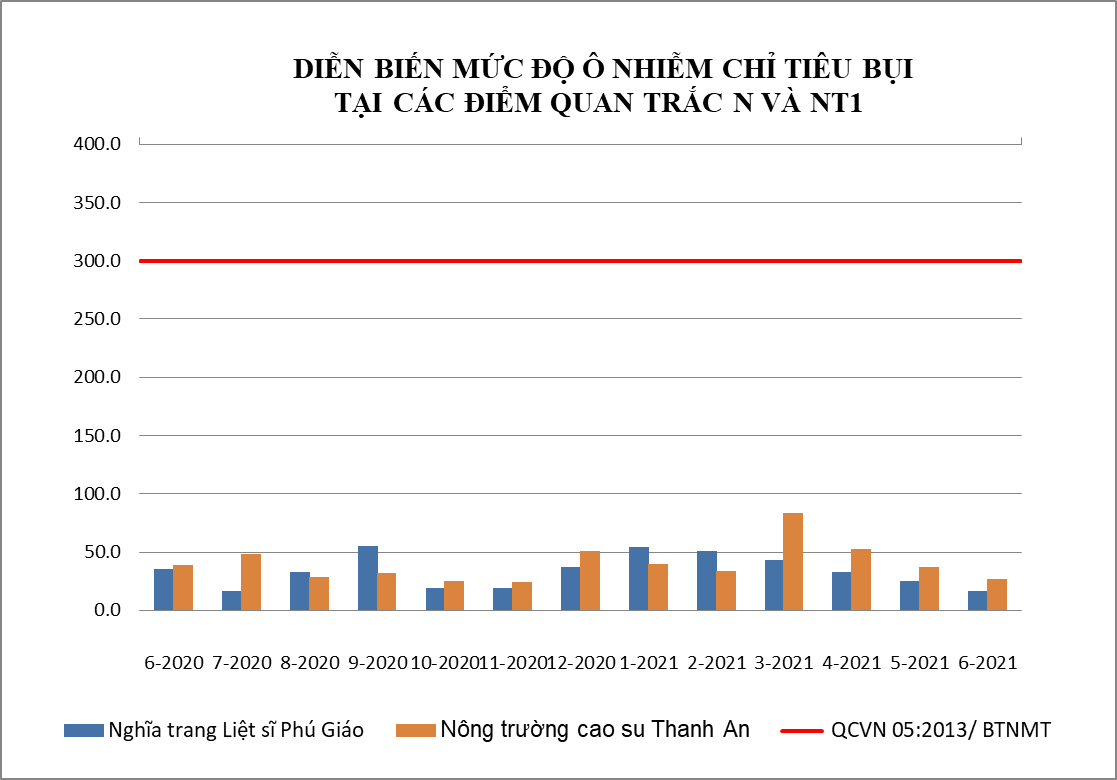 DIỄN BIẾN MỨC ĐỘ Ô NHIỄM CHỈ TIÊU BỤI
TẠI CÁC ĐIỂM QUAN TRẮC N VÀ NT1
400.0
350.0
300.0
250.0
200.0
150.0
100.0
50.0
0.0
6-2020 7-2020 8-2020 9-2020 10-2020 11-2020 12-2020 1-2021 2-2021 3-2021 4-2021 5-2021 6-2021
Nghĩa trang Liệt sĩ Phú Giáo Nông trường cao su Thanh An QCVN 05:2013/ BTNMT